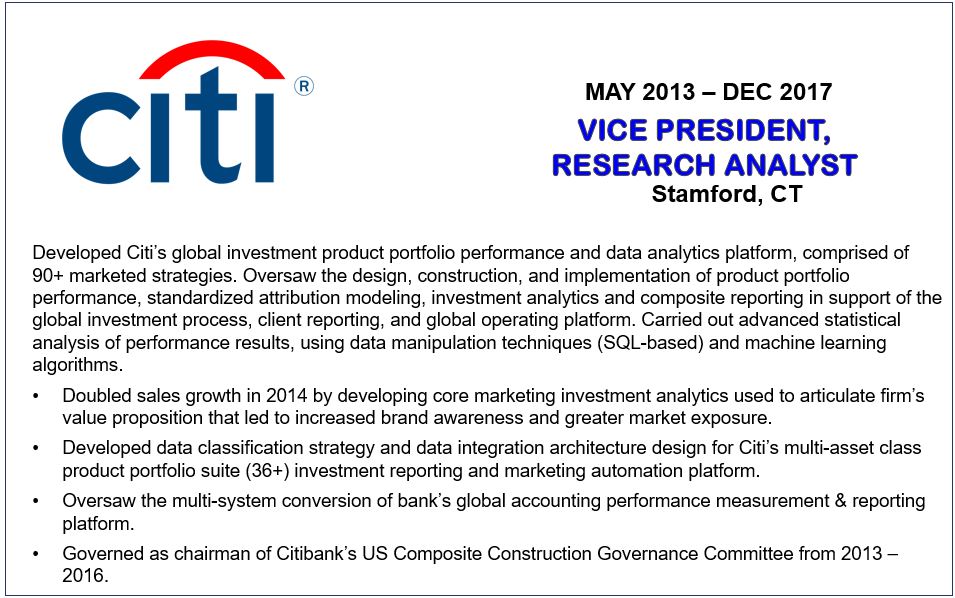 citi®
MAY 2013 – DEC 2017
VICE PRESIDENT,
RESEARCH ANALYST
Stamford, CT
Developed Citi’s global investment product portfolio performance and data analytics platform, comprised of
90+ marketed strategies. Oversaw the design, construction, and implementation of product portfolio
performance, standardized attribution modeling, investment analytics and composite reporting in support of the
global investment process, client reporting, and global operating platform. Carried out advanced statistical
analysis of performance results, using data manipulation techniques (SQL-based) and machine learning
algorithms.
• Doubled sales growth in 2014 by developing core marketing investment analytics used to articulate firm’s
value proposition that led to increased brand awareness and greater market exposure.
• Developed data classification strategy and data integration architecture design for Citi’s multi-asset class
product portfolio suite (36+) investment reporting and marketing automation platform.
• Oversaw the multi-system conversion of bank’s global accounting performance measurement & reporting
platform.
• Governed as chairman of Citibank’s US Composite Construction Governance Committee from 2013 –
2016.